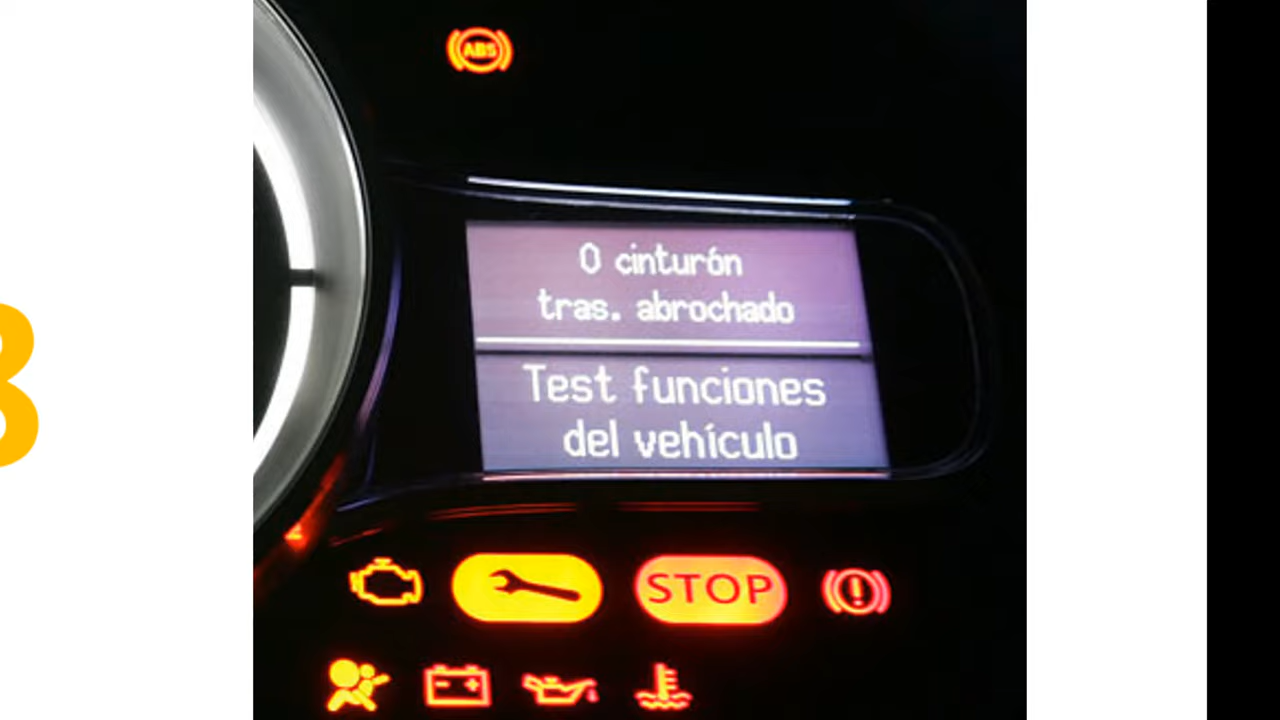 ABS
0 cinturón
tras. abrochado
Test funciones
del vehículo
STOP